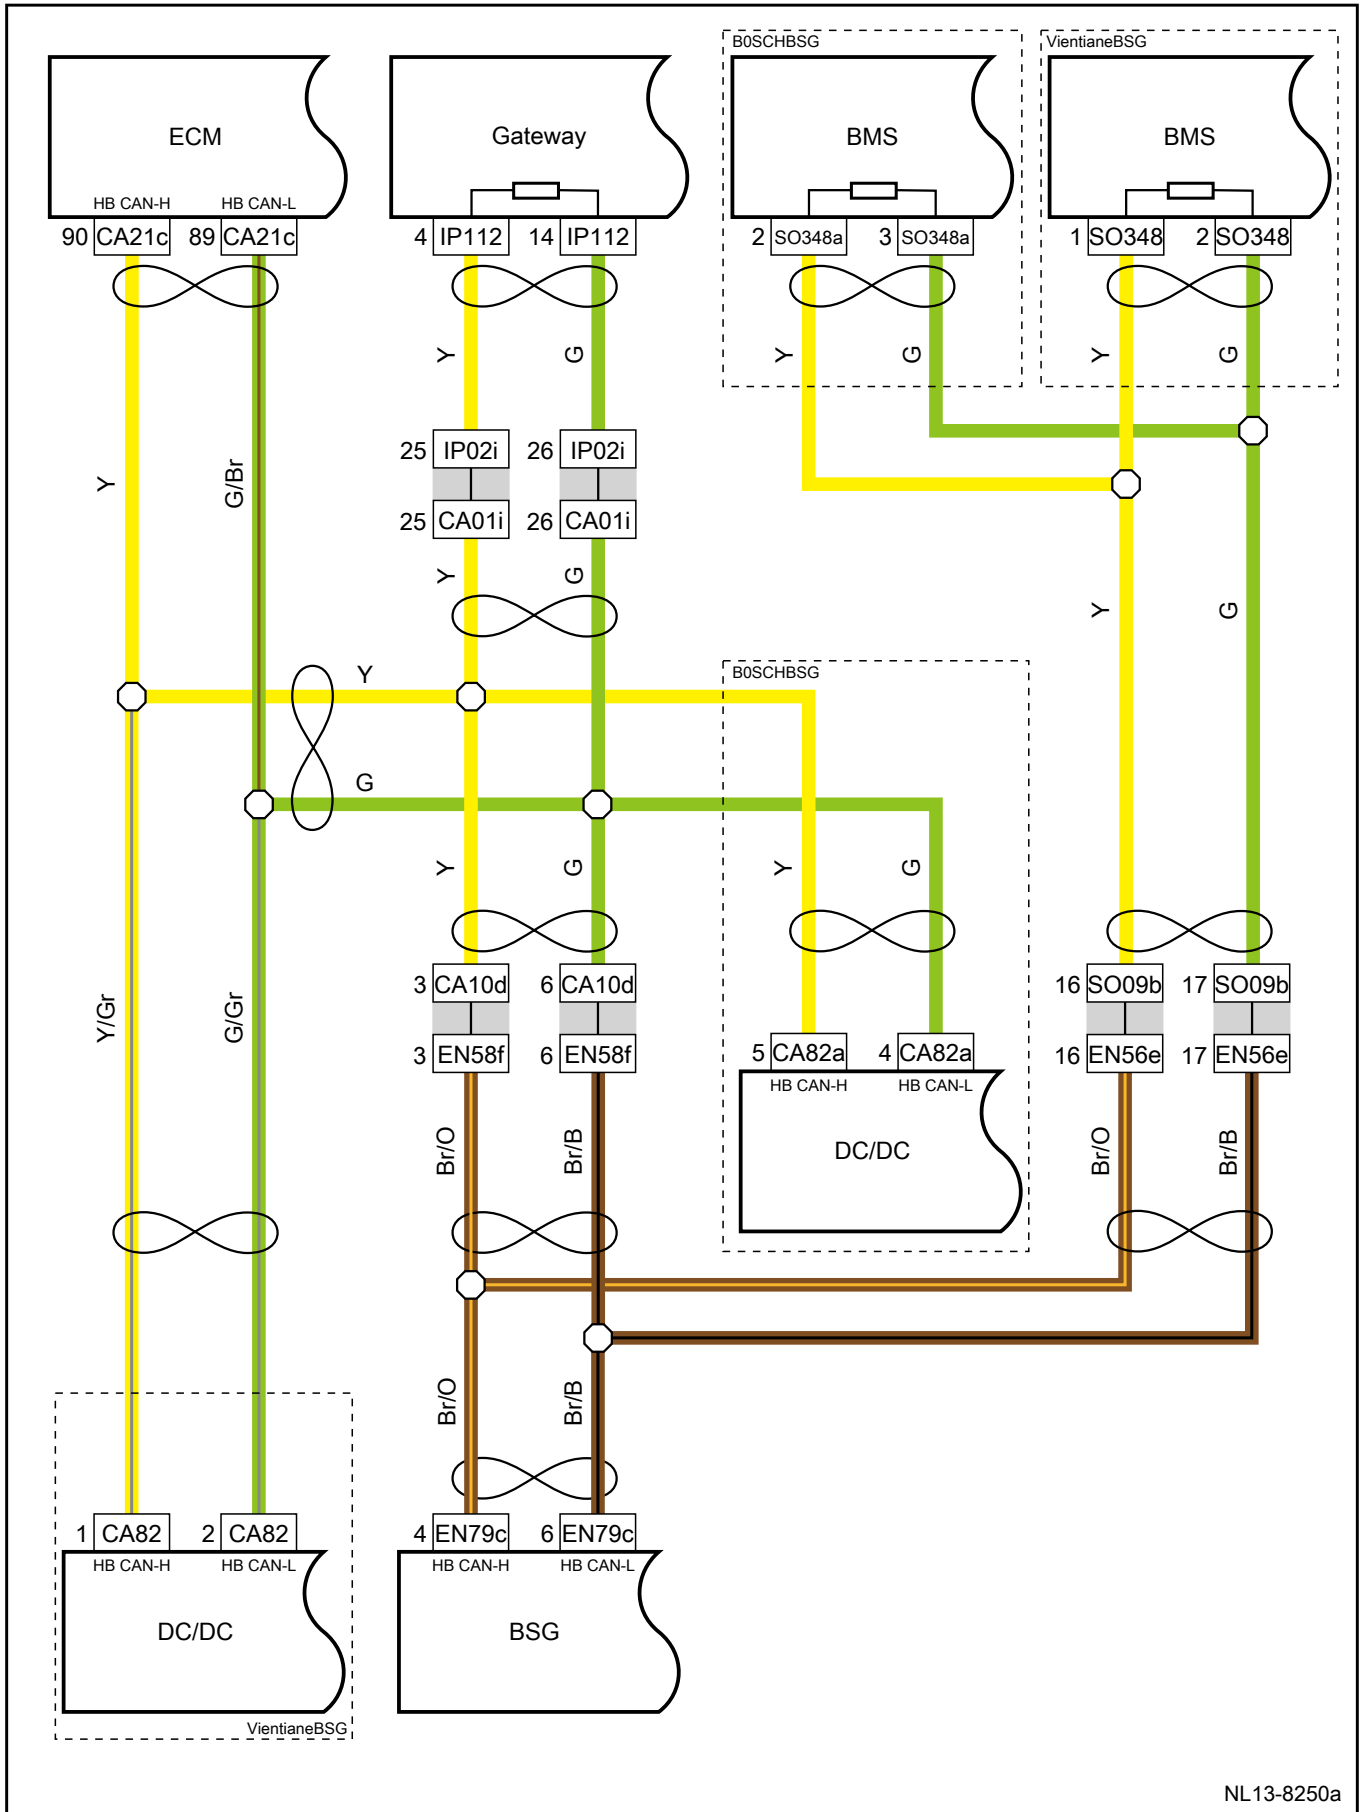 B0SCHBSG
VientianeBSG
ECM
Gateway
BMS
BMS
HB CAN-H
HB CAN-L
90 CA21c
89 CA21c
4 IP112
14 IP112
2 SO348a
3 SO348a
1 SO348
2 SO348
Y
G
Y
G
Y
G
25 IP02i
26 IP02i
Y
G/Br
25 CA01i
26 CA01i
Y
G
Y
G
Y
B0SCHBSG
G
Y
G
Y
G
3 CA10d
6 CA10d
16 SO09b
17 SO09b
Y/Gr
G/Gr
3 EN58f
6 EN58f
5 CA82a
4 CA82a
16 EN56e
17 EN56e
HB CAN-H
HB CAN-L
Br/O
Br/B
DC/DC
Br/O
Br/B
Br/O
Br/B
1 CA82
2 CA82
4 EN79c
6 EN79c
HB CAN-H
HB CAN-L
HB CAN-H
HB CAN-L
DC/DC
BSG
VientianeBSG
NL13-8250a